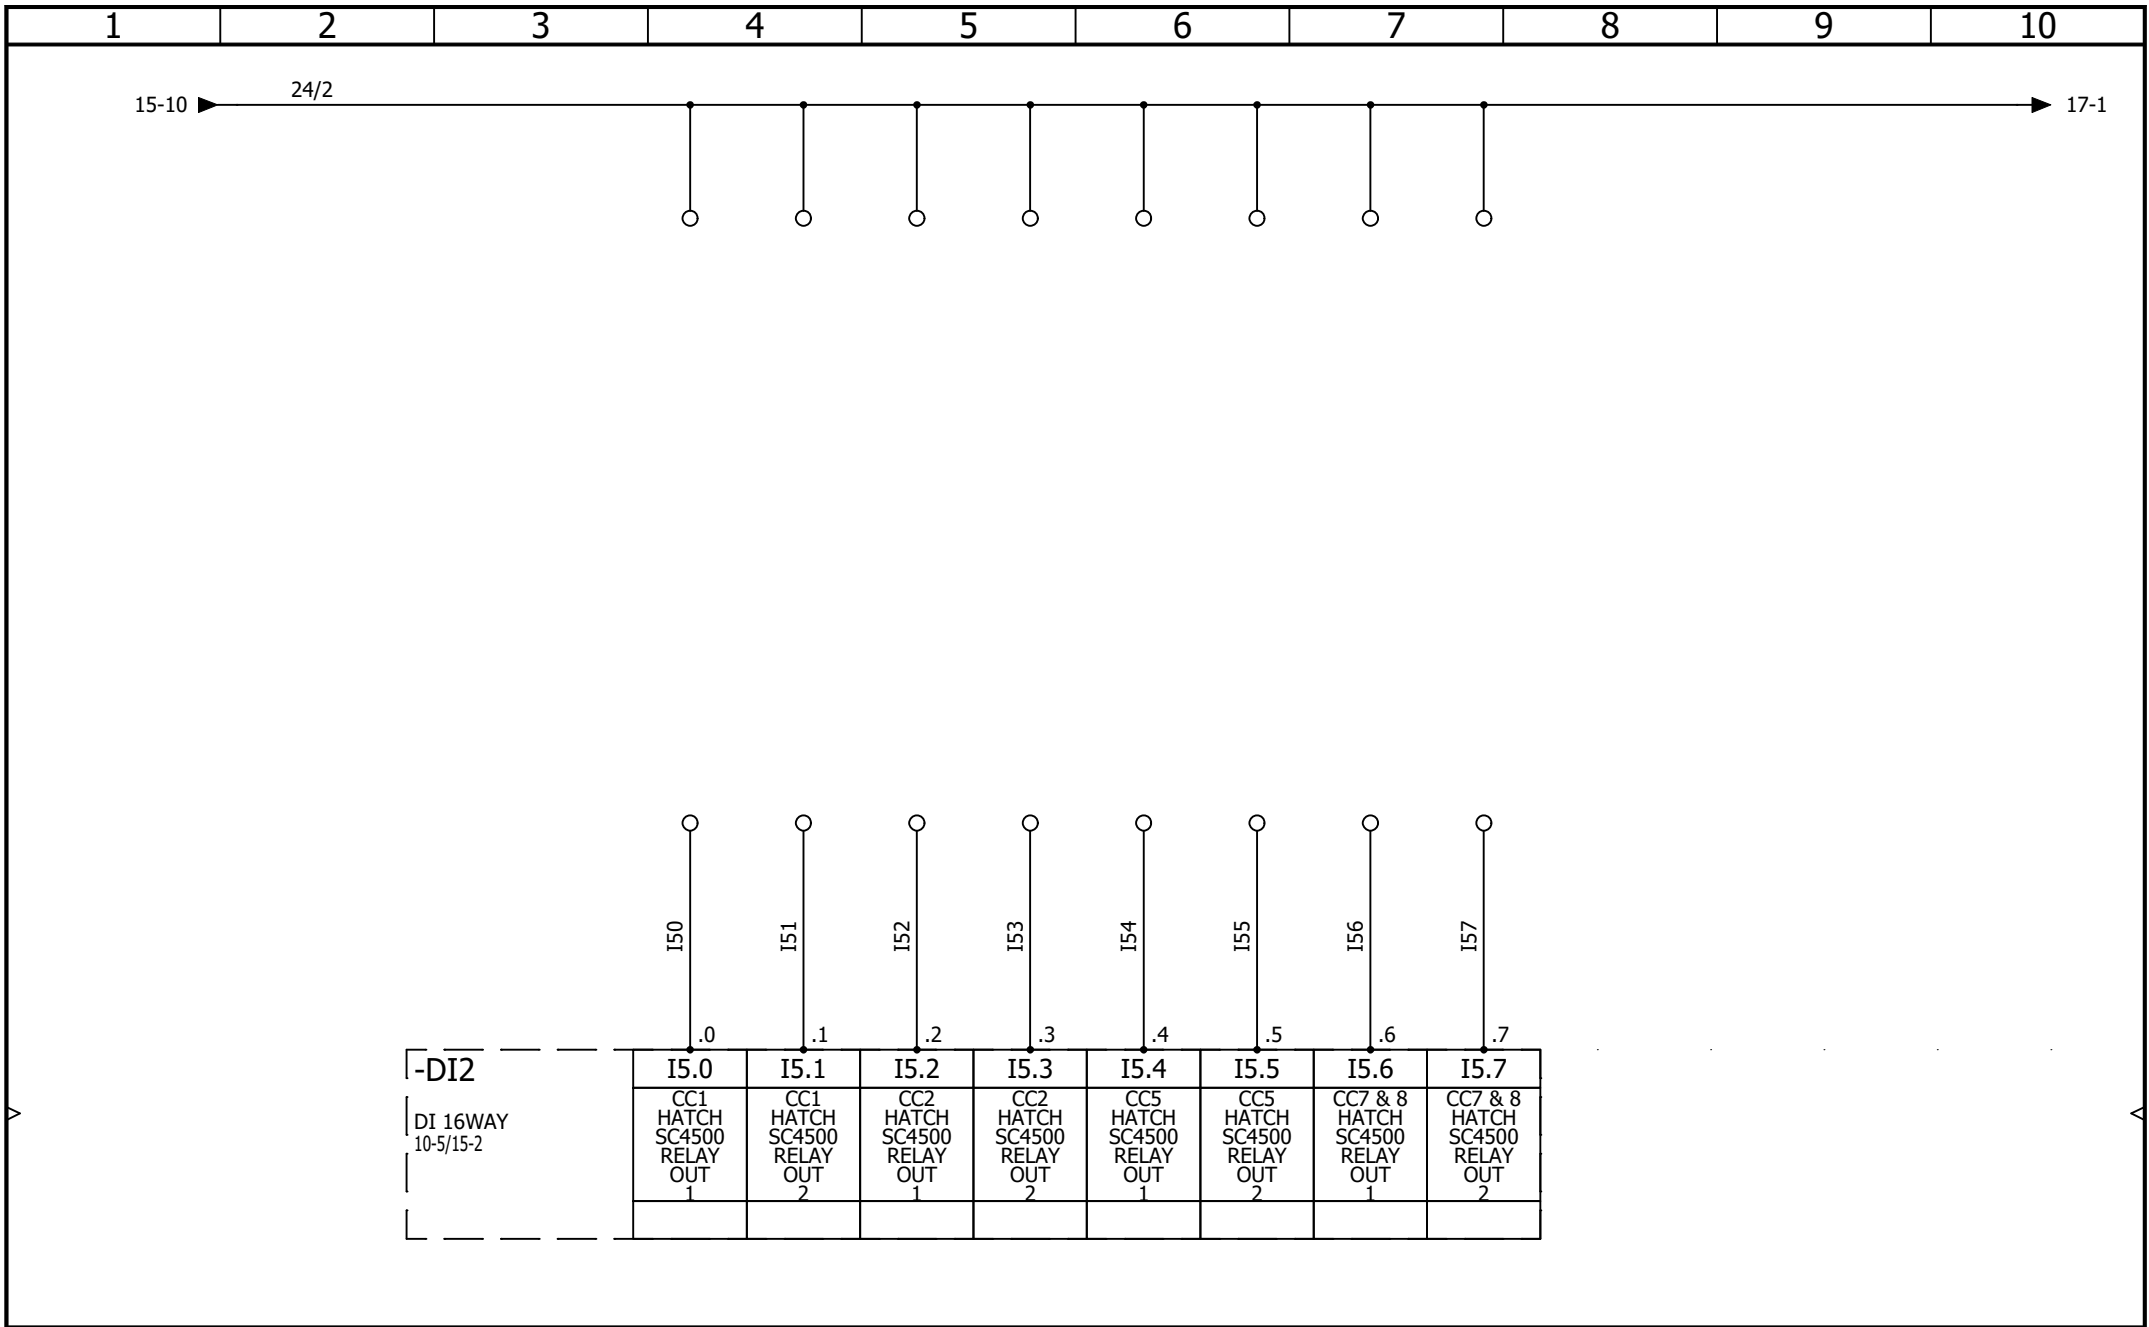 1 2 3 4 5 6 7 8 9 10
24/2
15-10 17-1
I50 I51 I52 I53 I54 I55 I56 I57
.0 .1 .2 .3 .4 .5 .6 .7
-DI2
DI 16WAY
10-5/15-2
I5.0 I5.1 I5.2 I5.3 I5.4 I5.5 I5.6 I5.7
CC1 CC1 CC2 CC2 CC5 CC5 CC7 & 8 CC7 & 8
HATCH HATCH HATCH HATCH HATCH HATCH HATCH HATCH
SC4500 SC4500 SC4500 SC4500 SC4500 SC4500 SC4500 SC4500
RELAY RELAY RELAY RELAY RELAY RELAY RELAY RELAY
OUT OUT OUT OUT OUT OUT OUT OUT
1 2 1 2 1 2 1 2